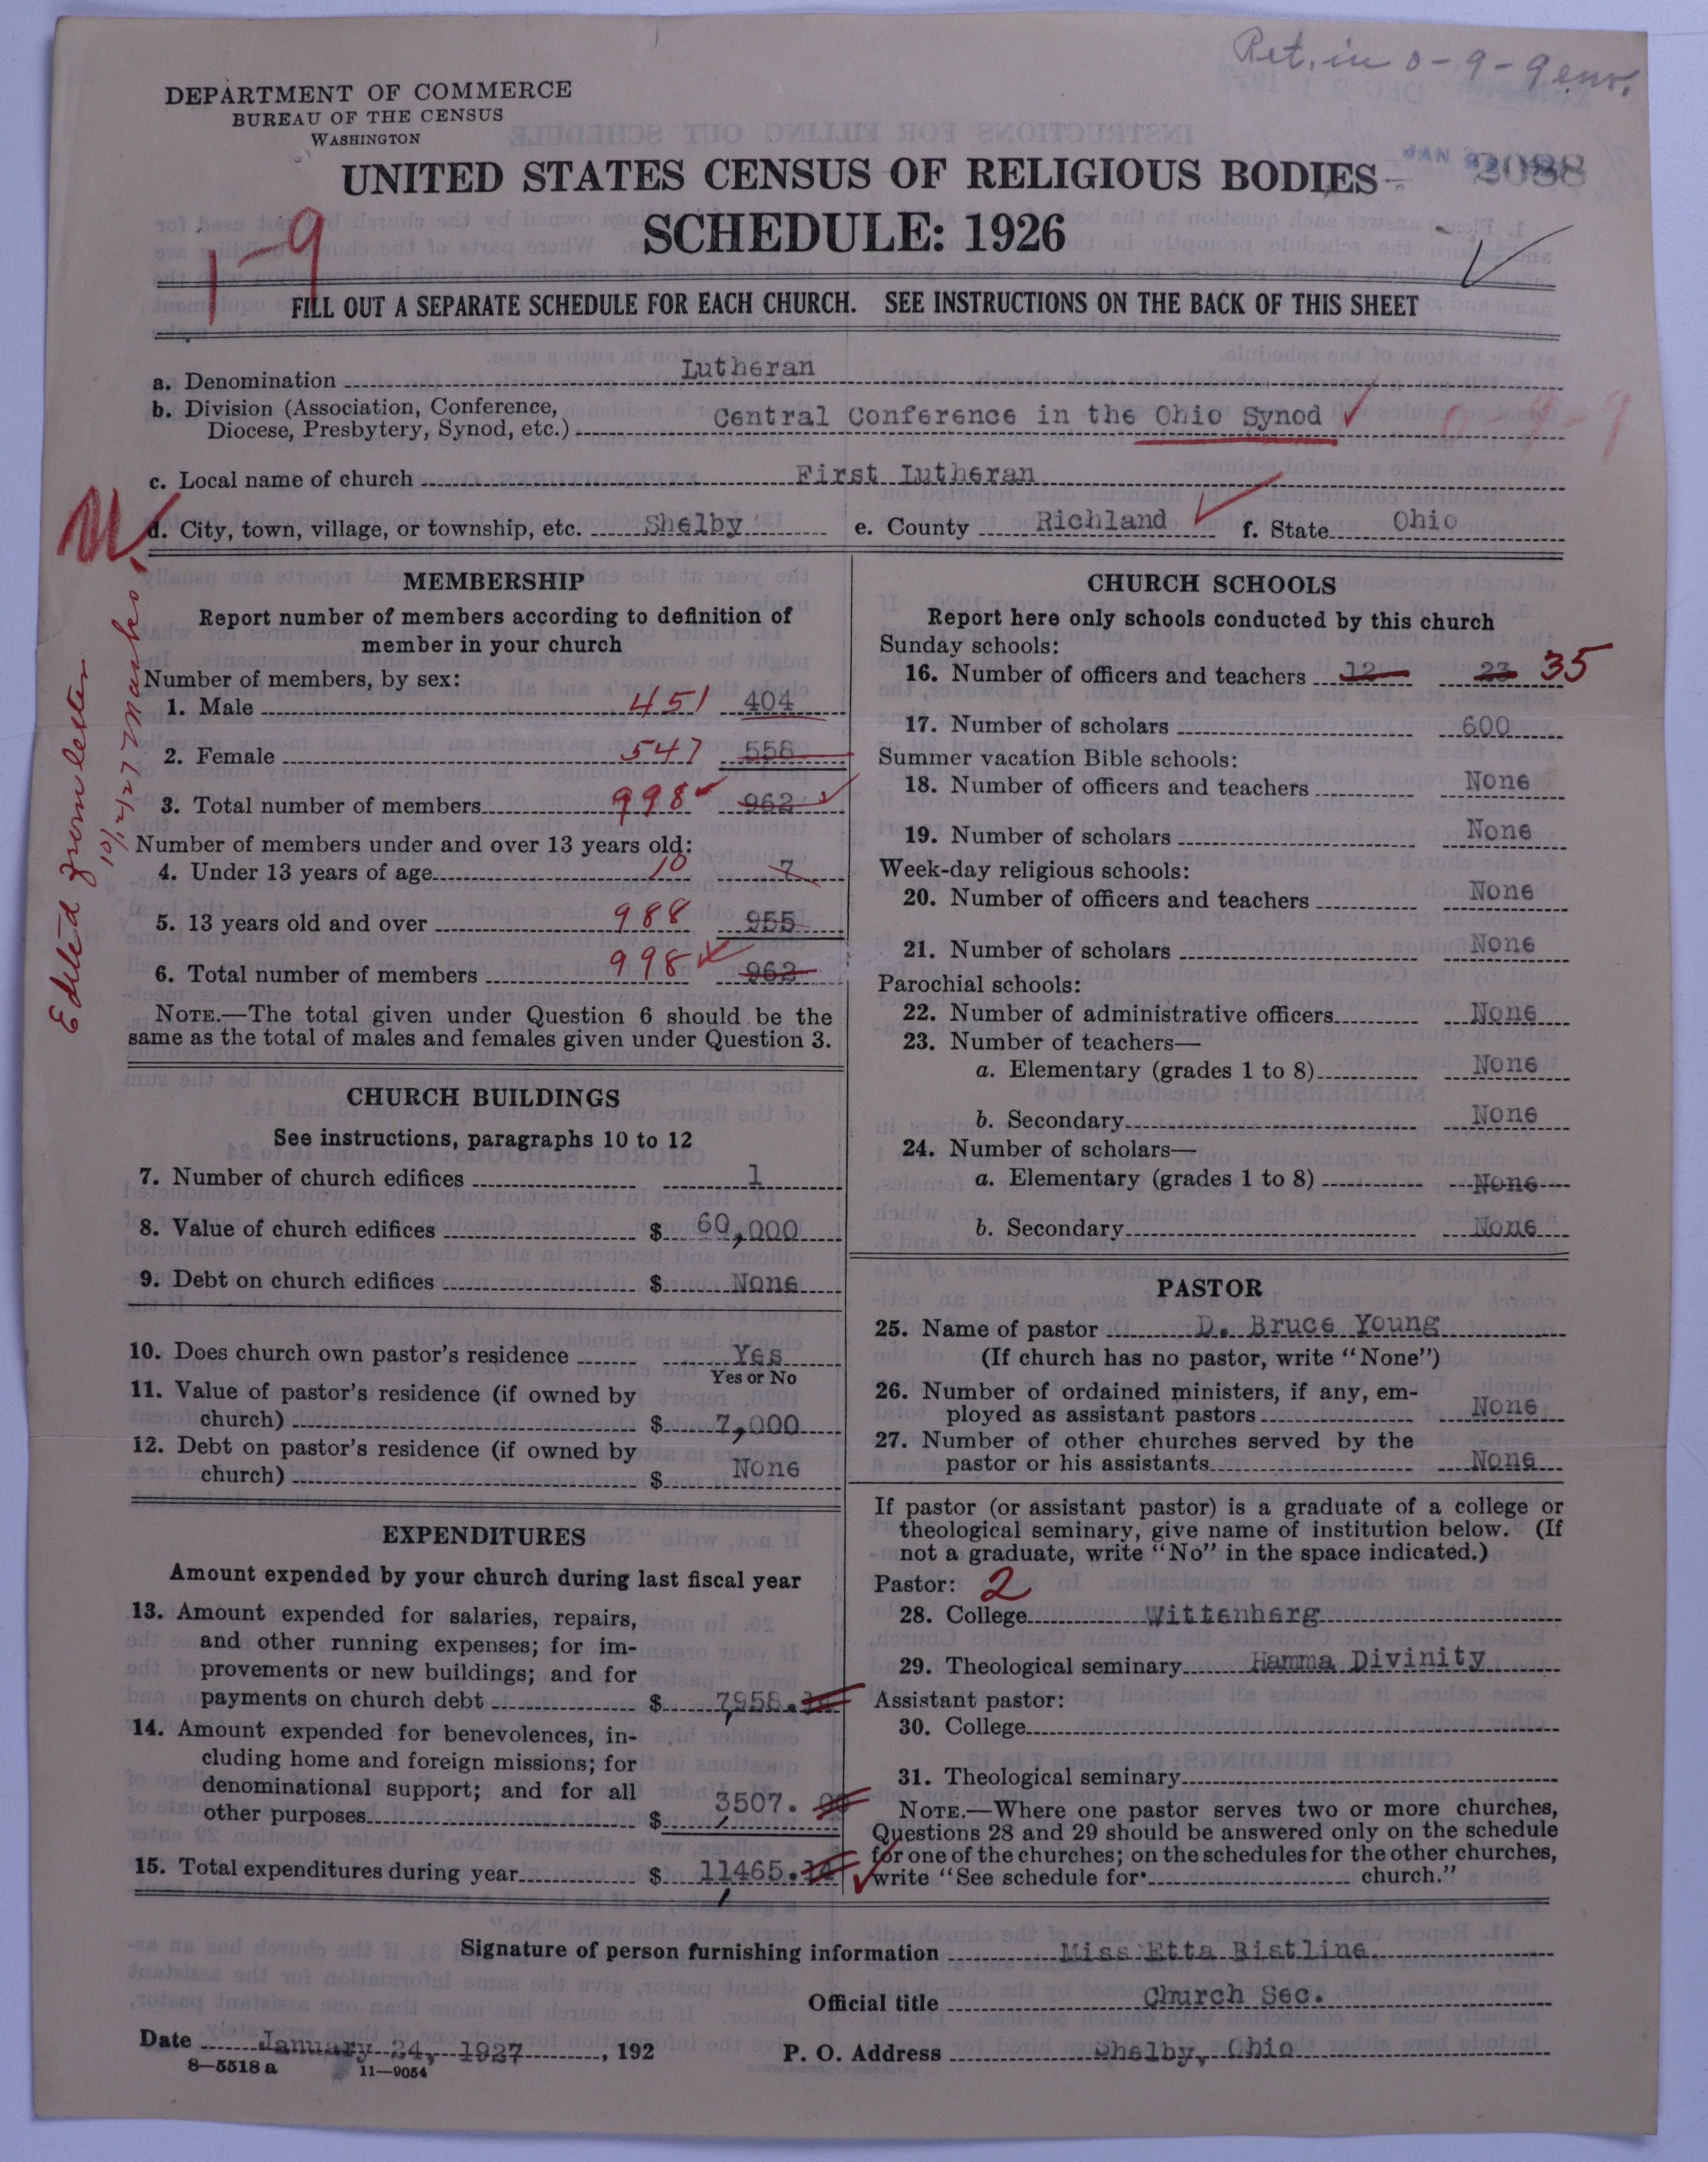 Ret. in 0-9-9 env.
DEPARTMENT OF COMMERCE
BUREAU OF THE CENSUS
WASHINGTON
UNITED STATES CENSUS OF RELIGIOUS BODIES
2088
SCHEDULE: 1926
1-9
FILL OUT A SEPARATE SCHEDULE FOR EACH CHURCH. SEE INSTRUCTIONS ON THE BACK OF THIS SHEET
a. Denomination Lutheran
b. Division (Association, Conference,
Diocese, Presbytery, Synod, etc.) Central Conference in the Ohio Synod
0-9-9
c. Local name of church First Lutheran
d. City, town, village, or township, etc. Shelby e. County Richland f. State Ohio
Edited from letter
10/12/27 Marks
MEMBERSHIP
Report number of members according to definition of
member in your church
Number of members, by sex:
1. Male 451 404
2. Female 547 558
3. Total number of members 998 962
Number of members under and over 13 years old:
4. Under 13 years of age 10 7
5. 13 years old and over 988 955
6. Total number of members 998 962
NOTE.—The total given under Question 6 should be the
same as the total of males and females given under Question 3.
CHURCH BUILDINGS
See instructions, paragraphs 10 to 12
7. Number of church edifices 1
8. Value of church edifices $ 60,000
9. Debt on church edifices $ None
10. Does church own pastor's residence Yes
Yes or No
11. Value of pastor's residence (if owned by
church) $ 7,000
12. Debt on pastor's residence (if owned by
church) $ None
EXPENDITURES
Amount expended by your church during last fiscal year
13. Amount expended for salaries, repairs,
and other running expenses; for im-
provements or new buildings; and for
payments on church debt $ 7,958.
14. Amount expended for benevolences, in-
cluding home and foreign missions; for
denominational support; and for all
other purposes $ 3507.
15. Total expenditures during year $ 11465.14
CHURCH SCHOOLS
Report here only schools conducted by this church
Sunday schools:
16. Number of officers and teachers 12 23 35
17. Number of scholars 600
Summer vacation Bible schools:
18. Number of officers and teachers None
19. Number of scholars None
Week-day religious schools:
20. Number of officers and teachers None
21. Number of scholars None
Parochial schools:
22. Number of administrative officers None
23. Number of teachers—
a. Elementary (grades 1 to 8) None
b. Secondary None
24. Number of scholars—
a. Elementary (grades 1 to 8) None
b. Secondary None
PASTOR
25. Name of pastor D. Bruce Young
(If church has no pastor, write "None")
26. Number of ordained ministers, if any, em-
ployed as assistant pastors None
27. Number of other churches served by the
pastor or his assistants None
If pastor (or assistant pastor) is a graduate of a college or
theological seminary, give name of institution below. (If
not a graduate, write "No" in the space indicated.)
Pastor: 2
28. College Wittenberg
29. Theological seminary Hamma Divinity
Assistant pastor:
30. College
31. Theological seminary
NOTE.—Where one pastor serves two or more churches,
Questions 28 and 29 should be answered only on the schedule
for one of the churches; on the schedules for the other churches,
write "See schedule for church."
Signature of person furnishing information Miss Etta Ristline.
Official title Church Sec.
Date January 24, 1927, 192
P. O. Address Shelby, Ohio
8—5518 a 11—9054